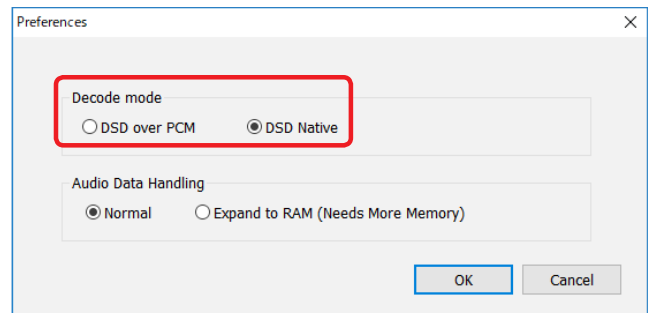 Preferences
Decode mode
DSD over PCM DSD Native
Audio Data Handling
Normal Expand to RAM (Needs More Memory)
OK Cancel